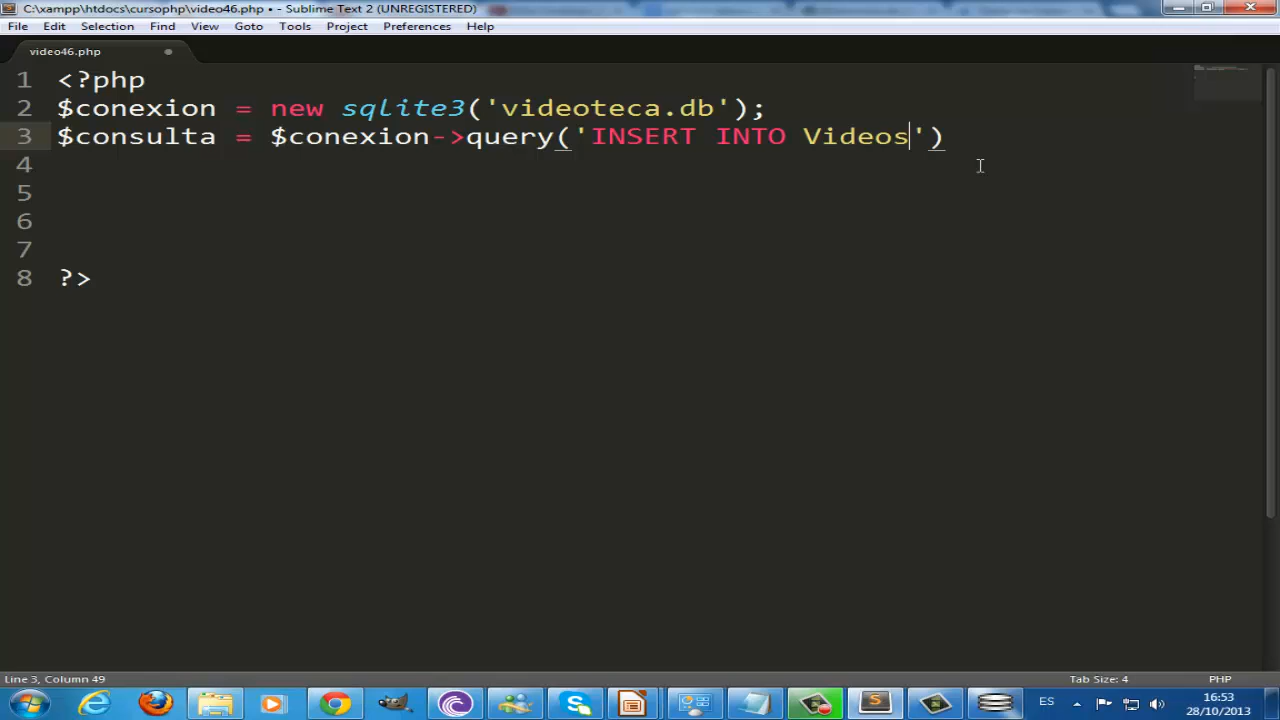 C:\xampp\htdocs\cursophp\video46.php • - Sublime Text 2 (UNREGISTERED)
File Edit Selection Find View Goto Tools Project Preferences Help
video46.php
1 <?php
2 $conexion = new sqlite3('videoteca.db');
3 $consulta = $conexion->query('INSERT INTO Videos')
4
5
6
7
8 ?>
Line 3, Column 49 Tab Size: 4 PHP
ES 16:53
28/10/2013